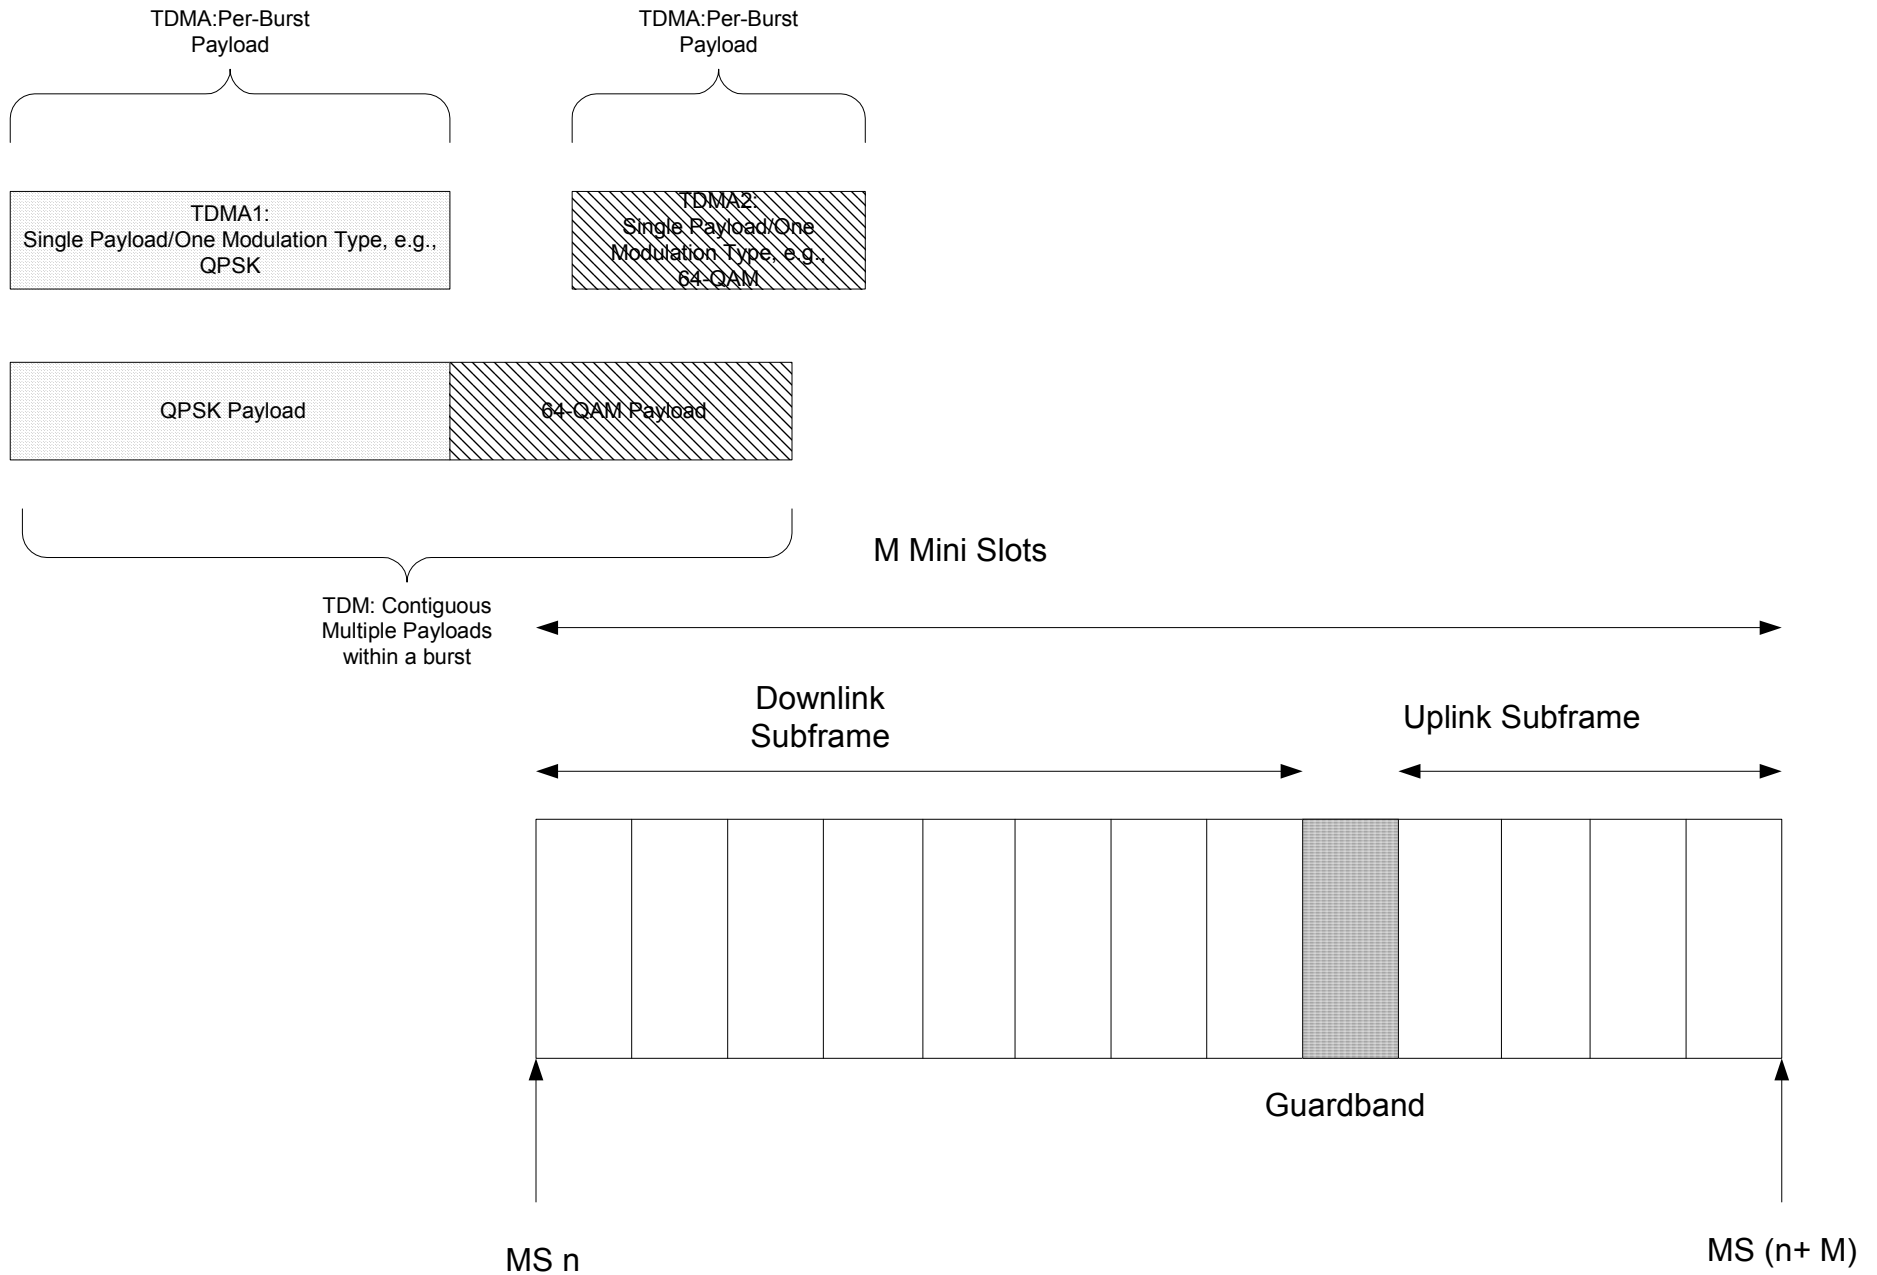 TDMA:Per-Burst
Payload
TDMA:Per-Burst
Payload
TDMA1:
Single Payload/One Modulation Type, e.g.,
QPSK
TDMA2:
Single Payload/One
Modulation Type, e.g.,
64-QAM
QPSK Payload
64-QAM Payload
TDM: Contiguous
Multiple Payloads
within a burst
M Mini Slots
Downlink
Subframe
Uplink Subframe
Guardband
MS n
MS (n+ M)